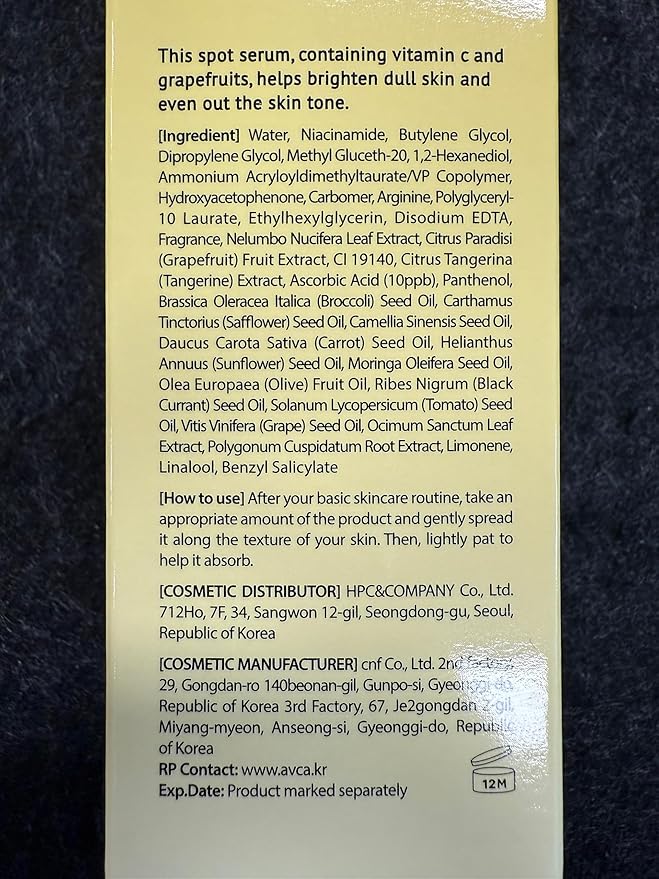 This spot serum, containing vitamin c and
grapefruits, helps brighten dull skin and
even out the skin tone.
[Ingredient] Water, Niacinamide, Butylene Glycol,
Dipropylene Glycol, Methyl Gluceth-20, 1,2-Hexanediol,
Ammonium Acryloyldimethyltaurate/VP Copolymer,
Hydroxyacetophenone, Carbomer, Arginine, Polyglyceryl-
10 Laurate, Ethylhexylglycerin, Disodium EDTA,
Fragrance, Nelumbo Nucifera Leaf Extract, Citrus Paradisi
(Grapefruit) Fruit Extract, CI 19140, Citrus Tangerina
(Tangerine) Extract, Ascorbic Acid (10ppb), Panthenol,
Brassica Oleracea Italica (Broccoli) Seed Oil, Carthamus
Tinctorius (Safflower) Seed Oil, Camellia Sinensis Seed Oil,
Daucus Carota Sativa (Carrot) Seed Oil, Helianthus
Annuus (Sunflower) Seed Oil, Moringa Oleifera Seed Oil,
Olea Europaea (Olive) Fruit Oil, Ribes Nigrum (Black
Currant) Seed Oil, Solanum Lycopersicum (Tomato) Seed
Oil, Vitis Vinifera (Grape) Seed Oil, Ocimum Sanctum Leaf
Extract, Polygonum Cuspidatum Root Extract, Limonene,
Linalool, Benzyl Salicylate
[How to use] After your basic skincare routine, take an
appropriate amount of the product and gently spread
it along the texture of your skin. Then, lightly pat to
help it absorb.
[COSMETIC DISTRIBUTOR] HPC&COMPANY Co., Ltd.
712Ho, 7F, 34, Sangwon 12-gil, Seongdong-gu, Seoul,
Republic of Korea
[COSMETIC MANUFACTURER] cnf Co., Ltd. 2nd factory,
29, Gongdan-ro 140beonan-gil, Gunpo-si, Gyeonggi-do,
Republic of Korea 3rd Factory, 67, Je2gongdan 2-gil,
Miyang-myeon, Anseong-si, Gyeonggi-do, Republic
of Korea
RP Contact: www.avca.kr
Exp.Date: Product marked separately
12M